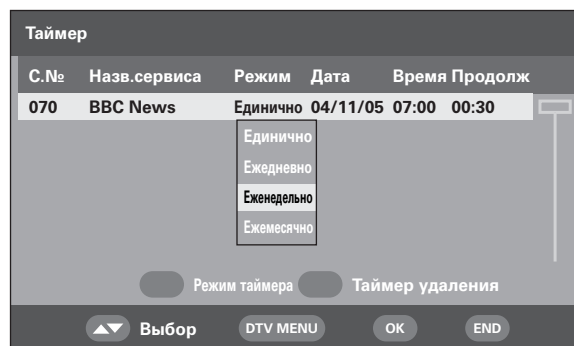 Таймер
С.№ Назв.сервиса Режим Дата Время Продолж
070 BBC News Единично 04/11/05 07:00 00:30
Единично
Ежедневно
Еженедельно
Ежемесячно
Режим таймера Таймер удаления
Выбор DTV MENU OK END